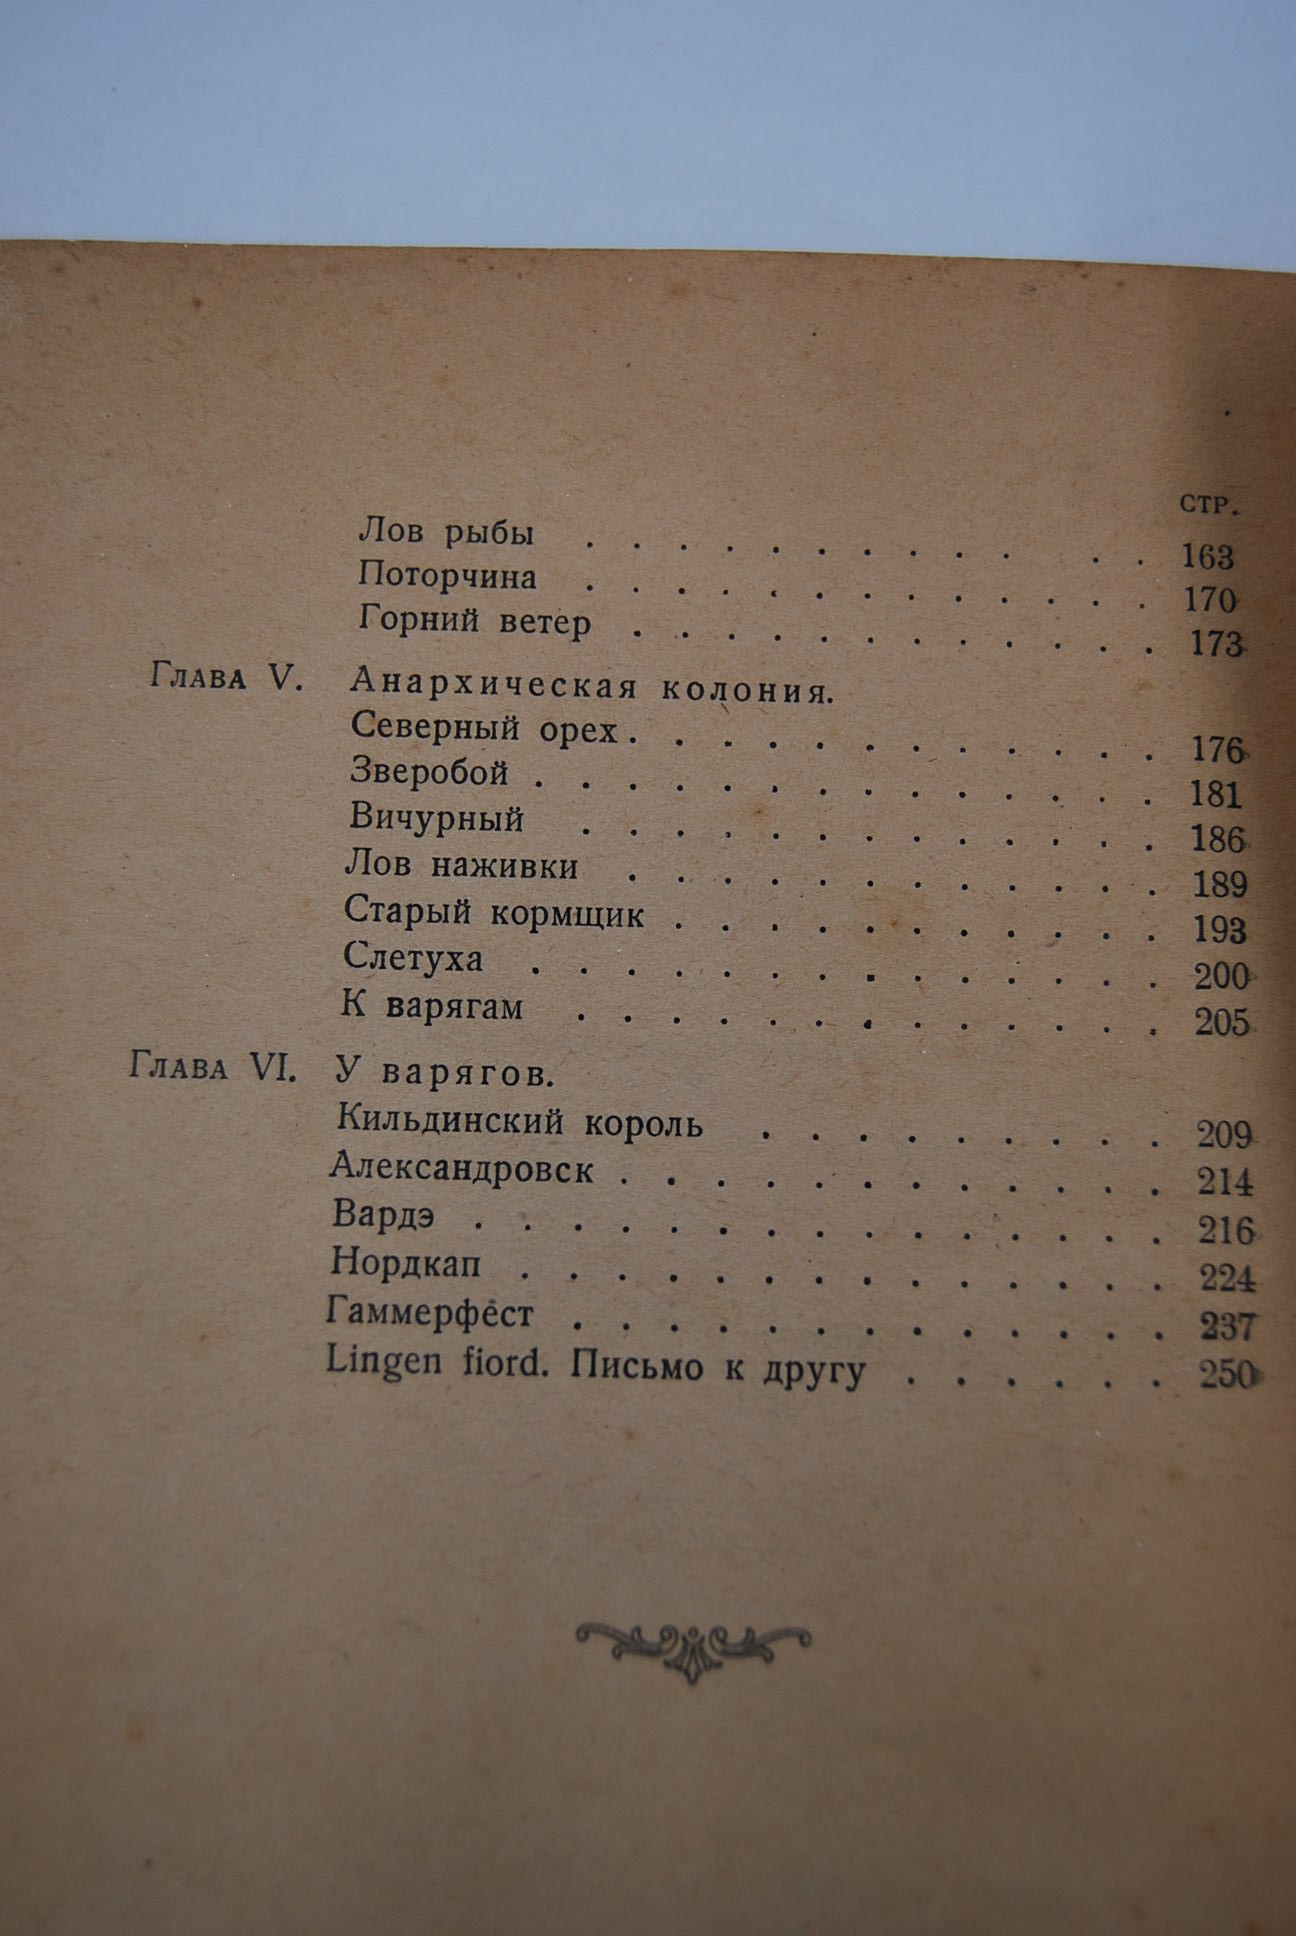 СТР.
Лов рыбы . . . . . . . . . . . . 163
Поторчина . . . . . . . . . . . . . 170
Горний ветер . . . . . . . . . . . . 173
Глава V. Анархическая колония.
Северный орех . . . . . . . . . . . . 176
Зверобой . . . . . . . . . . . . . . 181
Вичурный . . . . . . . . . . . . . 186
Лов наживки . . . . . . . . . . . . 189
Старый кормщик . . . . . . . . . . . 193
Слетуха . . . . . . . . . . . . . . 200
К варягам . . . . . . . . . . . . . 205
Глава VI. У варягов.
Кильдинский король . . . . . . . . . 209
Александровск . . . . . . . . . . . . 214
Вардэ . . . . . . . . . . . . . . . 216
Нордкап . . . . . . . . . . . . . . 224
Гаммерфест . . . . . . . . . . . . . 237
Lingen fiord. Письмо к другу . . . . . . 250